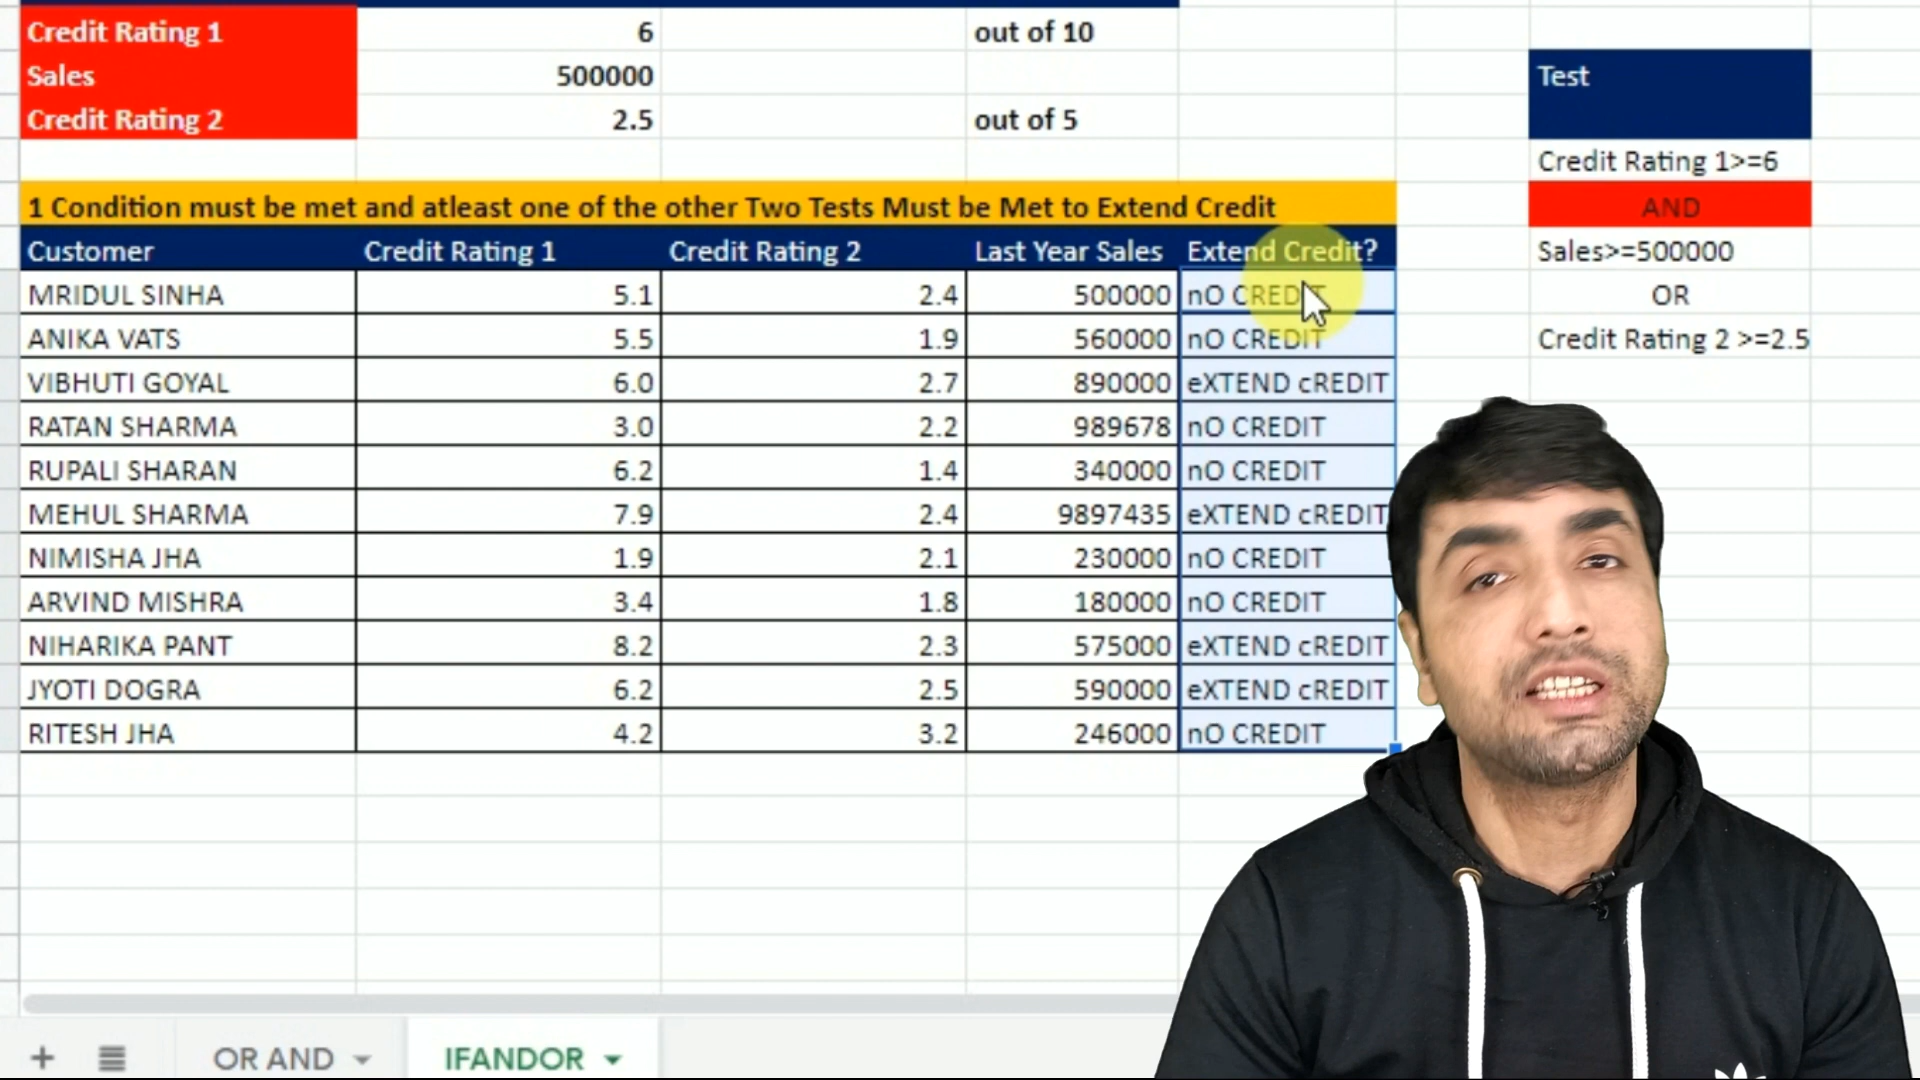 Credit Rating 1 6 out of 10
Sales 500000
Credit Rating 2 2.5 out of 5
1 Condition must be met and atleast one of the other Two Tests Must be Met to Extend Credit
Customer Credit Rating 1 Credit Rating 2 Last Year Sales Extend Credit?
MRIDUL SINHA 5.1 2.4 500000 nO CREDIT
ANIKA VATS 5.5 1.9 560000 nO CREDIT
VIBHUTI GOYAL 6.0 2.7 890000 eXTEND cREDIT
RATAN SHARMA 3.0 2.2 989678 nO CREDIT
RUPALI SHARAN 6.2 1.4 340000 nO CREDIT
MEHUL SHARMA 7.9 2.4 9897435 eXTEND cREDIT
NIMISHA JHA 1.9 2.1 230000 nO CREDIT
ARVIND MISHRA 3.4 1.8 180000 nO CREDIT
NIHARIKA PANT 8.2 2.3 575000 eXTEND cREDIT
JYOTI DOGRA 6.2 2.5 590000 eXTEND cREDIT
RITESH JHA 4.2 3.2 246000 nO CREDIT
Test
Credit Rating 1>=6
AND
Sales>=500000
OR
Credit Rating 2 >=2.5
OR AND
IFANDOR